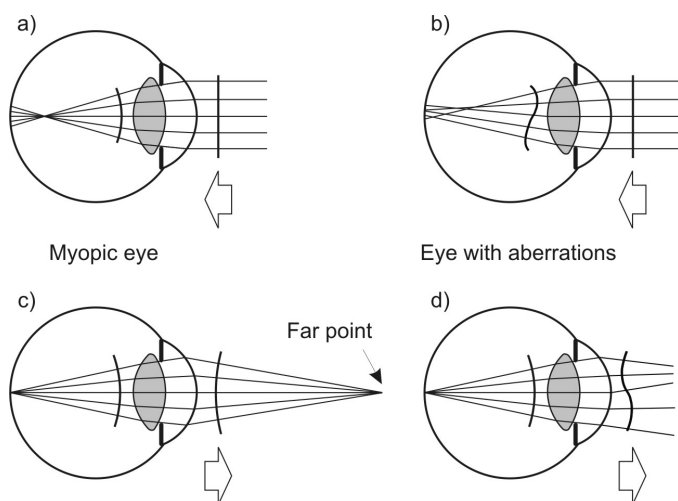 a)
b)
Myopic eye
Eye with aberrations
c)
d)
Far point